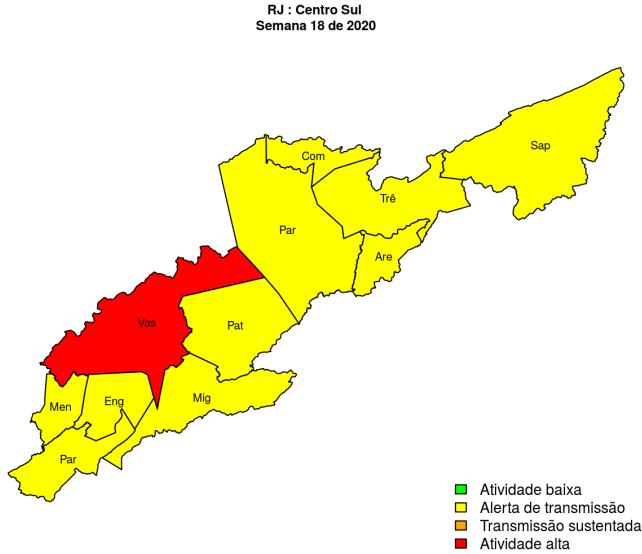 RJ : Centro Sul
Semana 18 de 2020
Sap
Com
Trê
Par
Are
Vas
Pat
Men
Eng
Mig
Par
Atividade baixa
Alerta de transmissão
Transmissão sustentada
Atividade alta